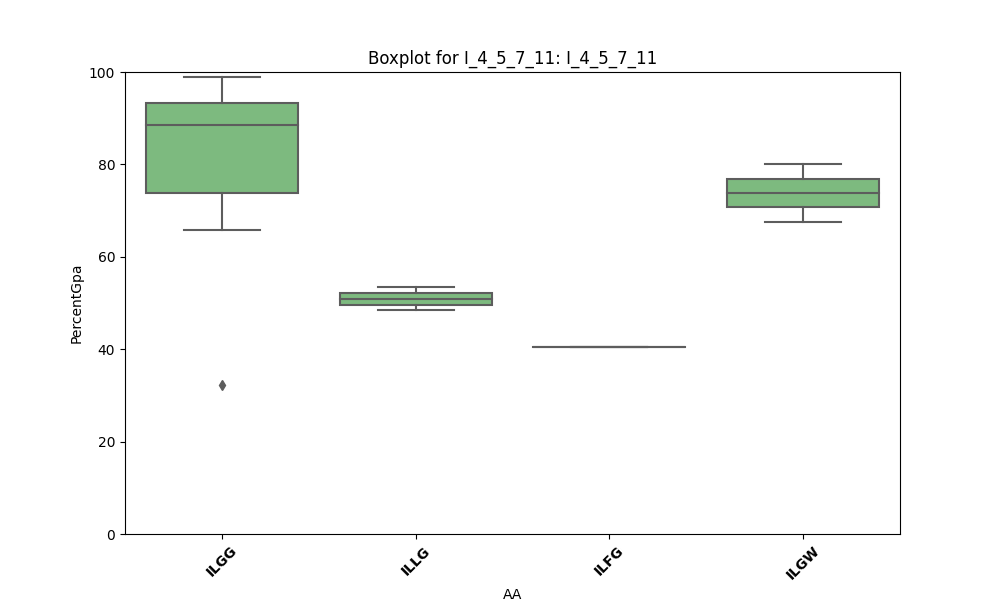 Boxplot for I_4_5_7_11: I_4_5_7_11
100
80
60
40
20
0
PercentGpa
ILGG
ILLG
ILFG
ILGW
AA